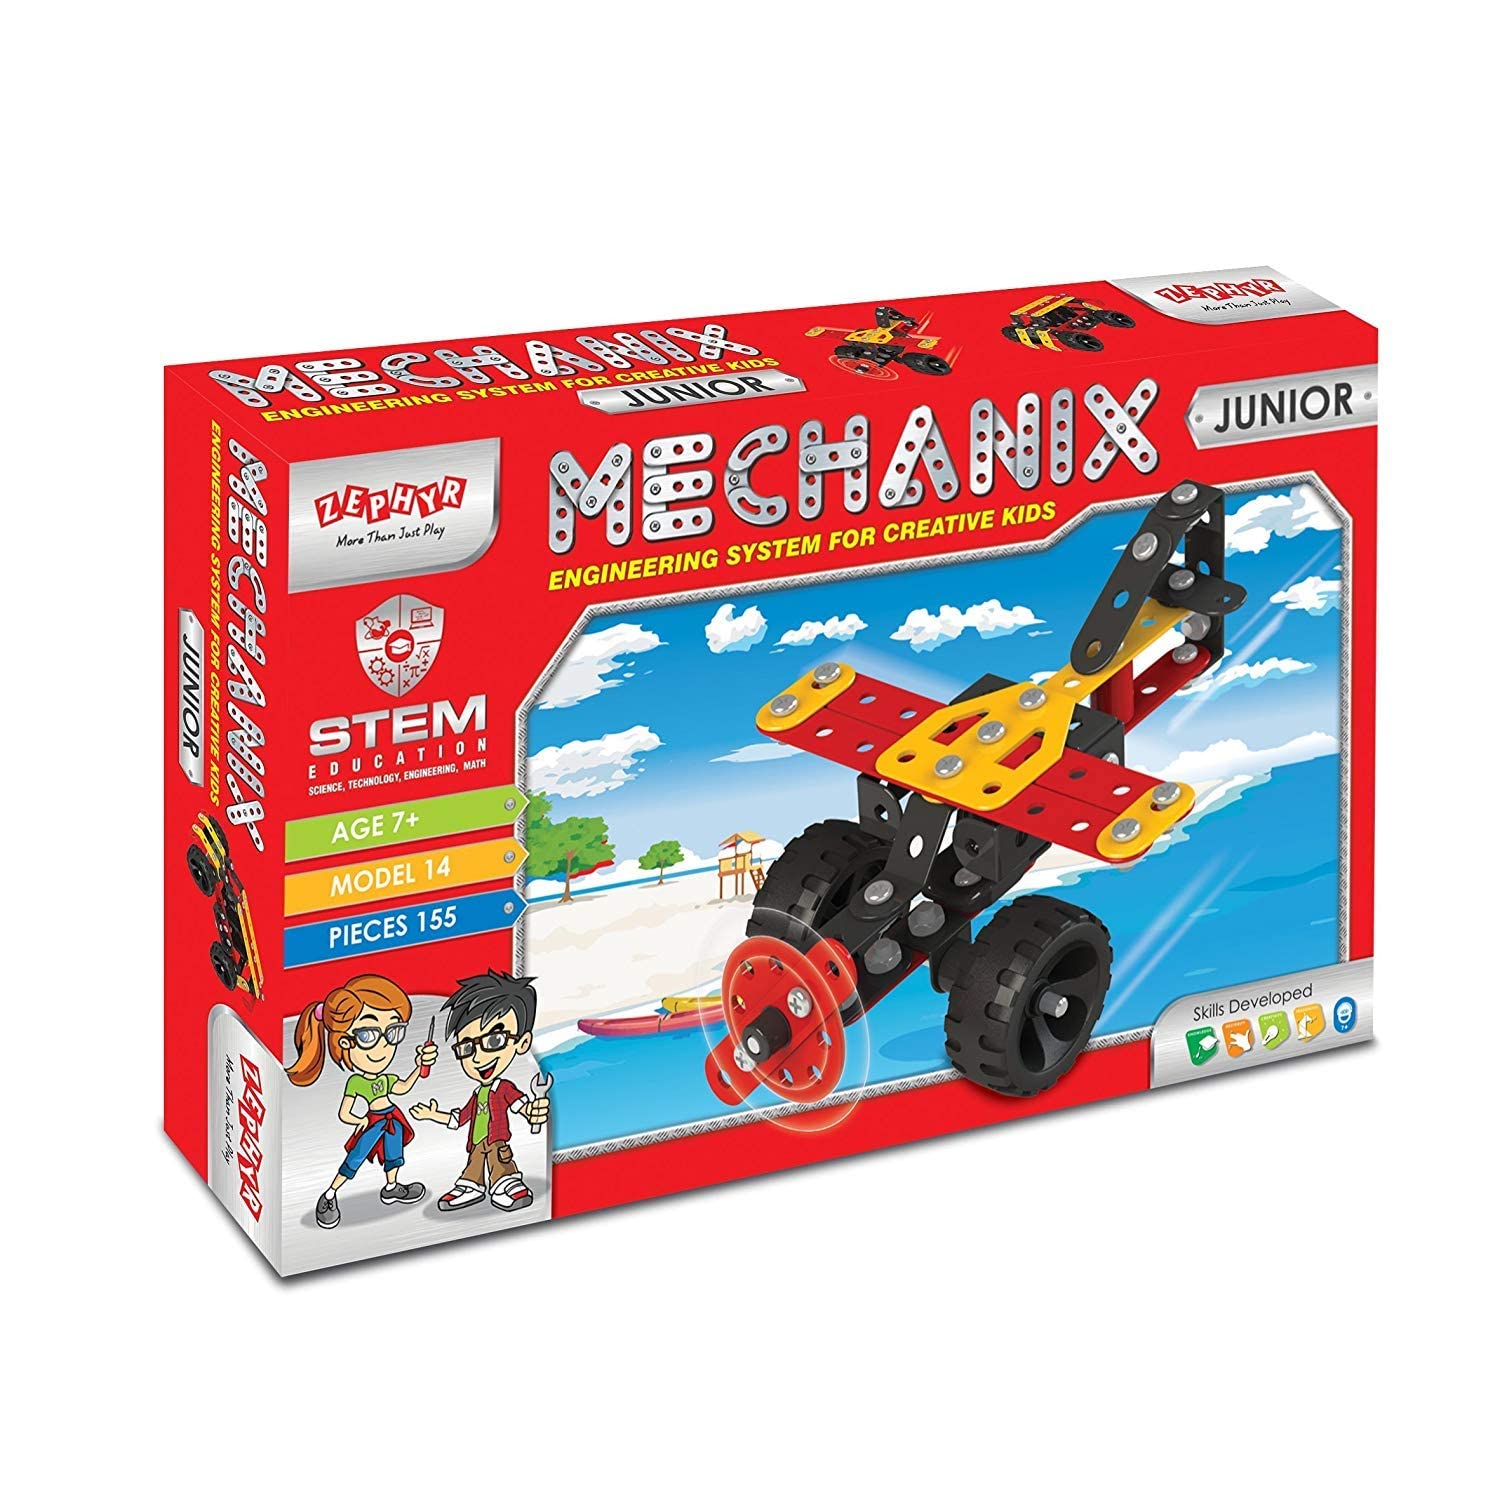 MECHANIX
ENGINEERING SYSTEM FOR CREATIVE KIDS
JUNIOR
ZEPHYR
More Than Just Play
MECHANIX
JUNIOR
ENGINEERING SYSTEM FOR CREATIVE KIDS
ZEPHYR
More Than Just Play
STEM
EDUCATION
SCIENCE, TECHNOLOGY, ENGINEERING, MATH
AGE 7+
MODEL 14
PIECES 155
Skills Developed
7+
MECHANIX
ENGINEERING SYSTEM FOR CREATIVE KIDS
JUNIOR
ZEPHYR
More Than Just Play